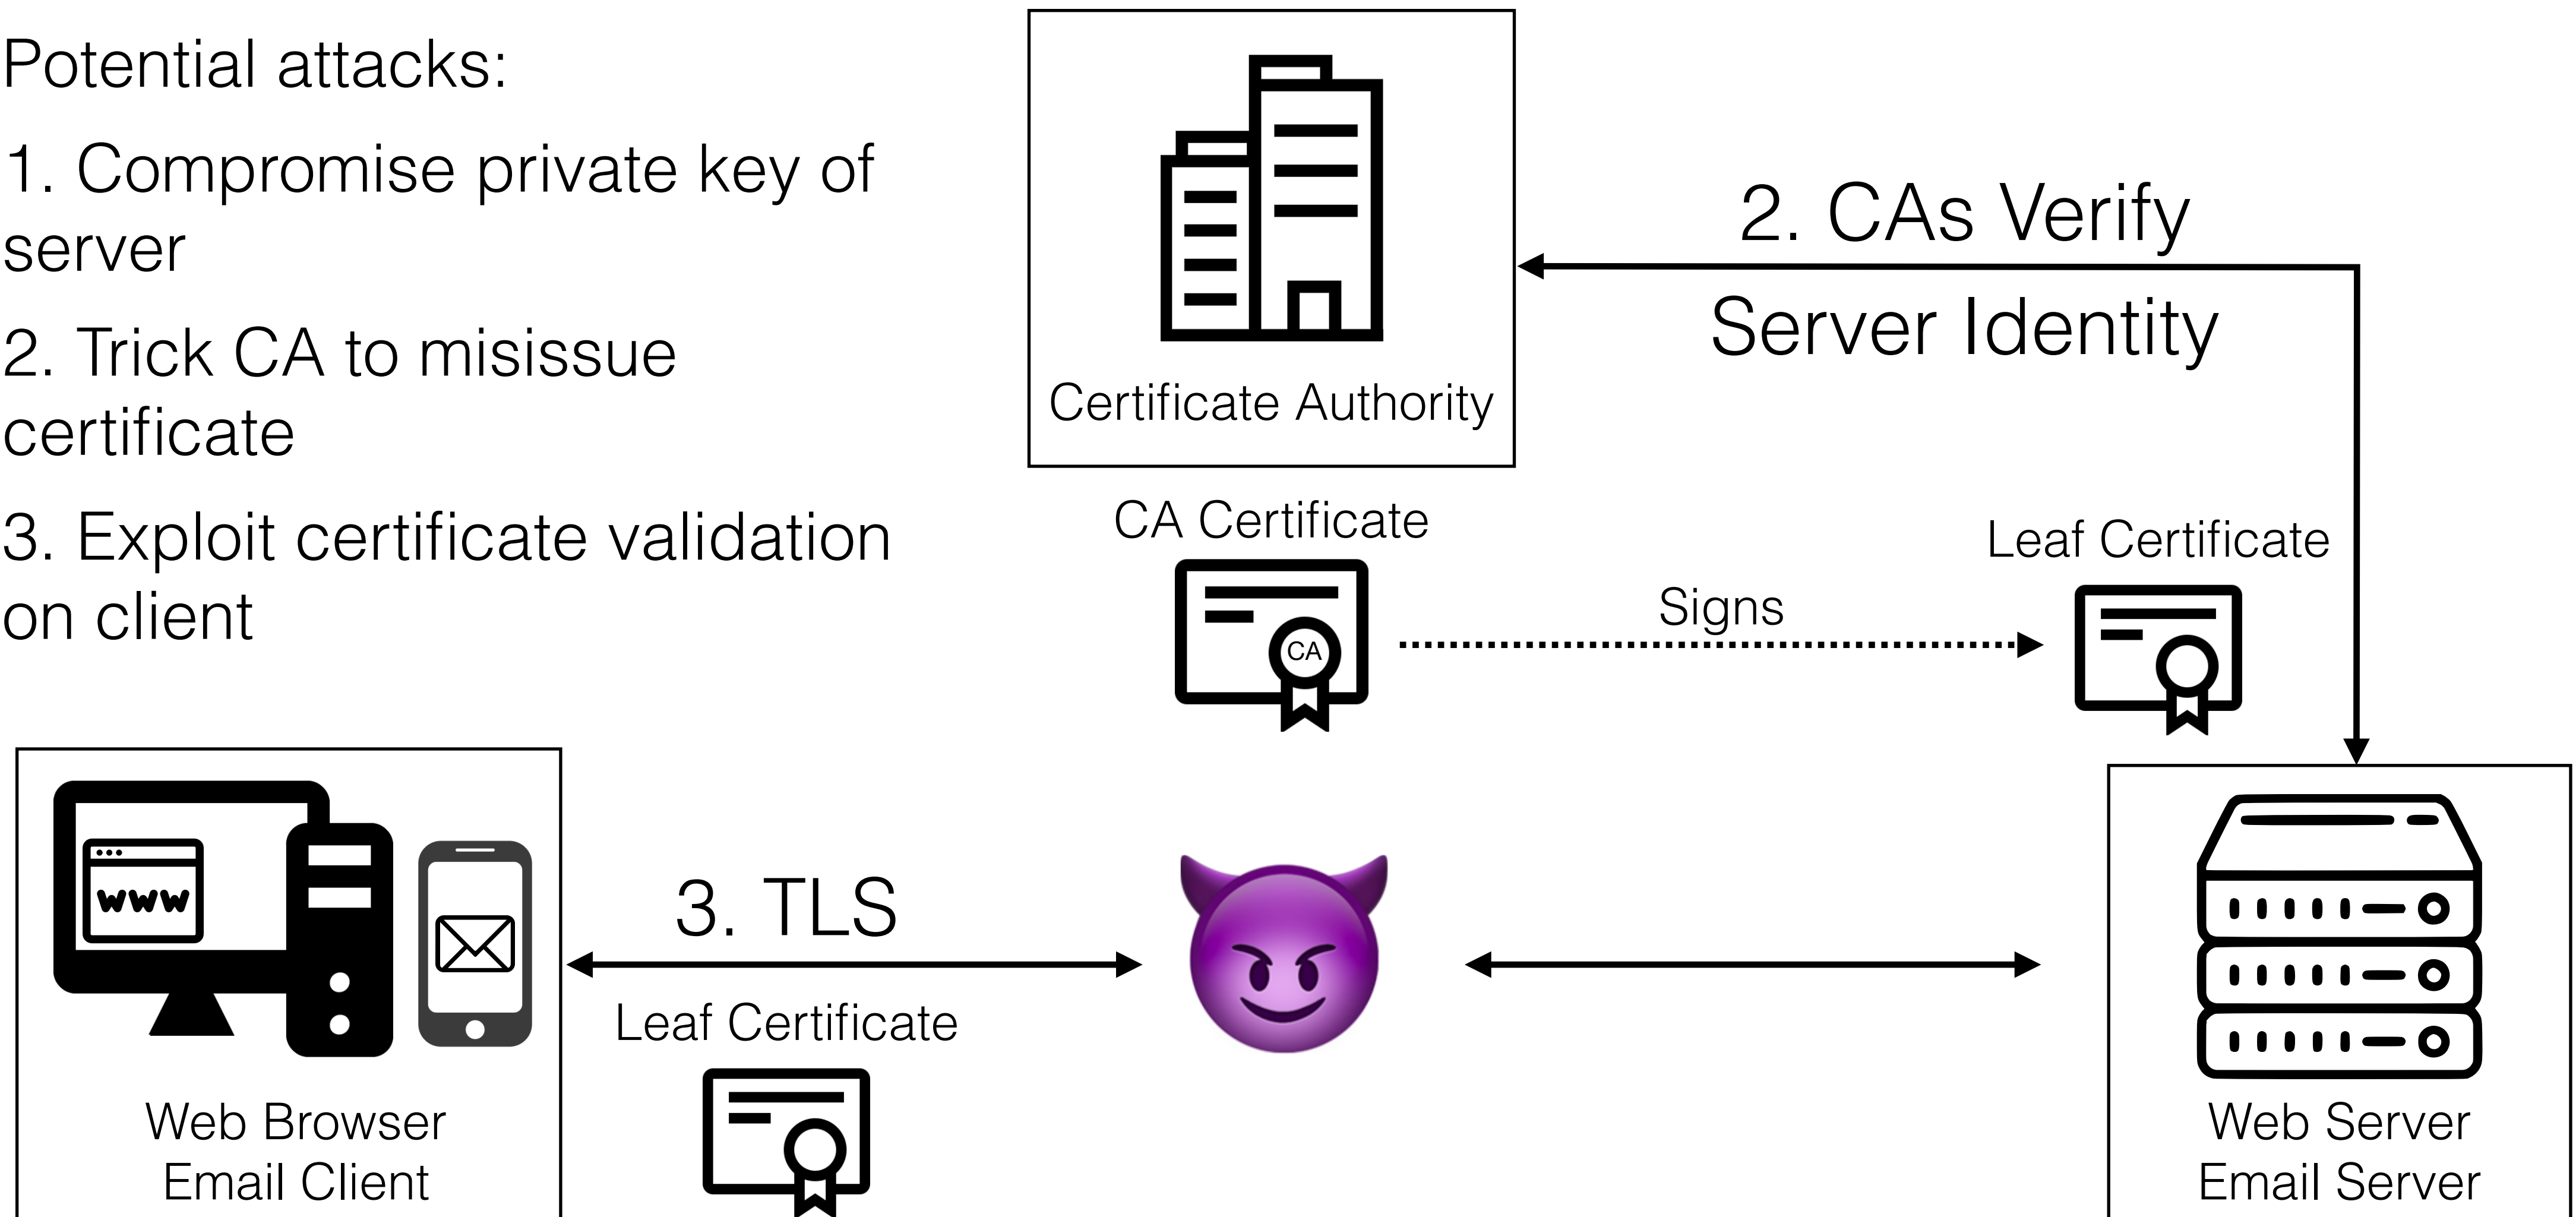 Potential attacks:
1. Compromise private key of
server
2. Trick CA to misissue
certificate
3. Exploit certificate validation
on client
Certificate Authority
2. CAs Verify
Server Identity
CA Certificate
CA
Signs
Leaf Certificate
www
Web Browser
Email Client
3. TLS
Leaf Certificate
Web Server
Email Server